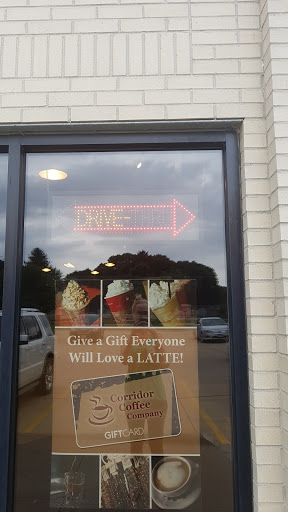 DRIVE-THRU
Give a Gift Everyone
Will Love a LATTE!
Corridor
Coffee
Company
GIFTCARD